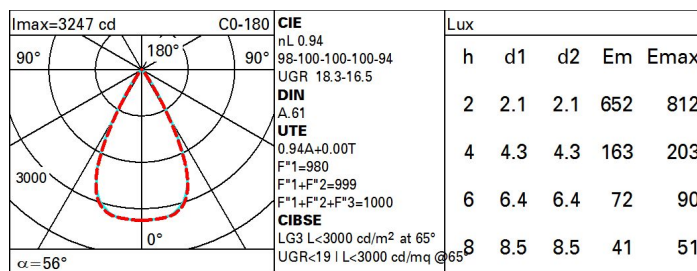 Imax=3247 cd C0-180
90° 180° 90°
3000
0°
α=56°
CIE
nL 0.94
98-100-100-100-94
UGR 18.3-16.5
DIN
A.61
UTE
0.94A+0.00T
F"1=980
F"1+F"2=999
F"1+F"2+F"3=1000
CIBSE
LG3 L<3000 cd/m² at 65°
UGR<19 | L<3000 cd/mq @65°
Lux
h d1 d2 Em Emax
2 2.1 2.1 652 812
4 4.3 4.3 163 203
6 6.4 6.4 72 90
8 8.5 8.5 41 51